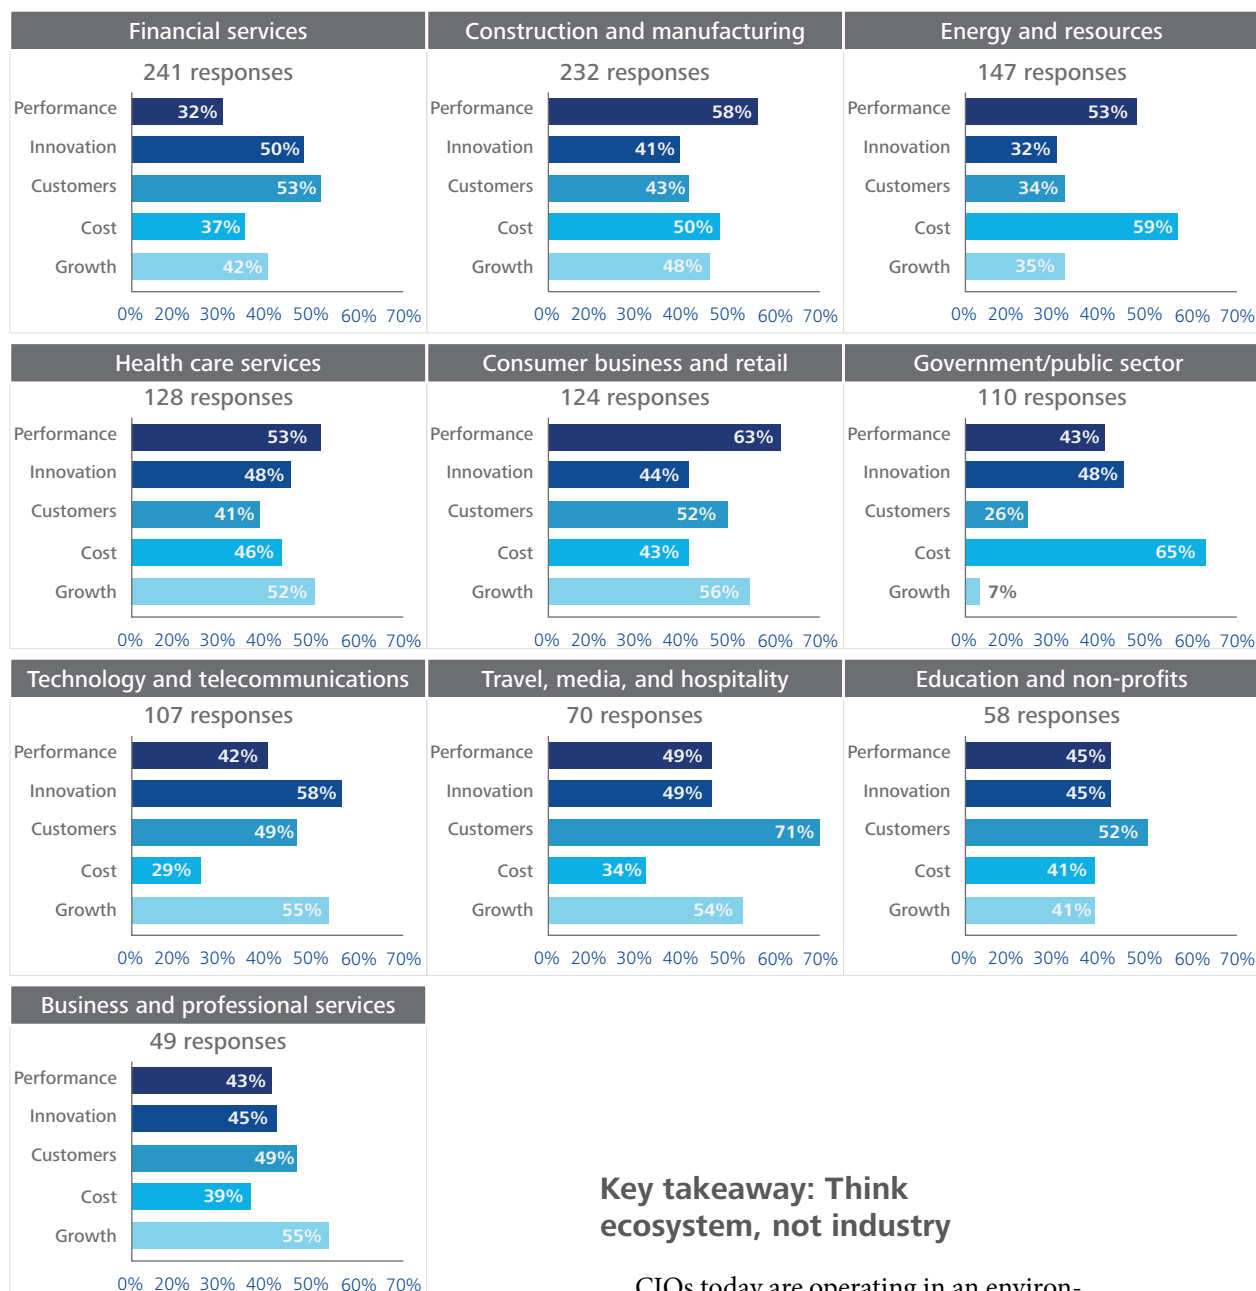 Financial services
241 responses
Performance 32%
Innovation 50%
Customers 53%
Cost 37%
Growth 42%
0% 20% 30% 40% 50% 60% 70%
Construction and manufacturing
232 responses
Performance 58%
Innovation 41%
Customers 43%
Cost 50%
Growth 48%
0% 20% 30% 40% 50% 60% 70%
Energy and resources
147 responses
Performance 53%
Innovation 32%
Customers 34%
Cost 59%
Growth 35%
0% 20% 30% 40% 50% 60% 70%
Health care services
128 responses
Performance 53%
Innovation 48%
Customers 41%
Cost 46%
Growth 52%
0% 20% 30% 40% 50% 60% 70%
Consumer business and retail
124 responses
Performance 63%
Innovation 44%
Customers 52%
Cost 43%
Growth 56%
0% 20% 30% 40% 50% 60% 70%
Government/public sector
110 responses
Performance 43%
Innovation 48%
Customers 26%
Cost 65%
Growth 7%
0% 20% 30% 40% 50% 60% 70%
Technology and telecommunications
107 responses
Performance 42%
Innovation 58%
Customers 49%
Cost 29%
Growth 55%
0% 20% 30% 40% 50% 60% 70%
Travel, media, and hospitality
70 responses
Performance 49%
Innovation 49%
Customers 71%
Cost 34%
Growth 54%
0% 20% 30% 40% 50% 60% 70%
Education and non-profits
58 responses
Performance 45%
Innovation 45%
Customers 52%
Cost 41%
Growth 41%
0% 20% 30% 40% 50% 60% 70%
Business and professional services
49 responses
Performance 43%
Innovation 45%
Customers 49%
Cost 39%
Growth 55%
0% 20% 30% 40% 50% 60% 70%
Key takeaway: Think
ecosystem, not industry
CIOs today are operating in an environ-